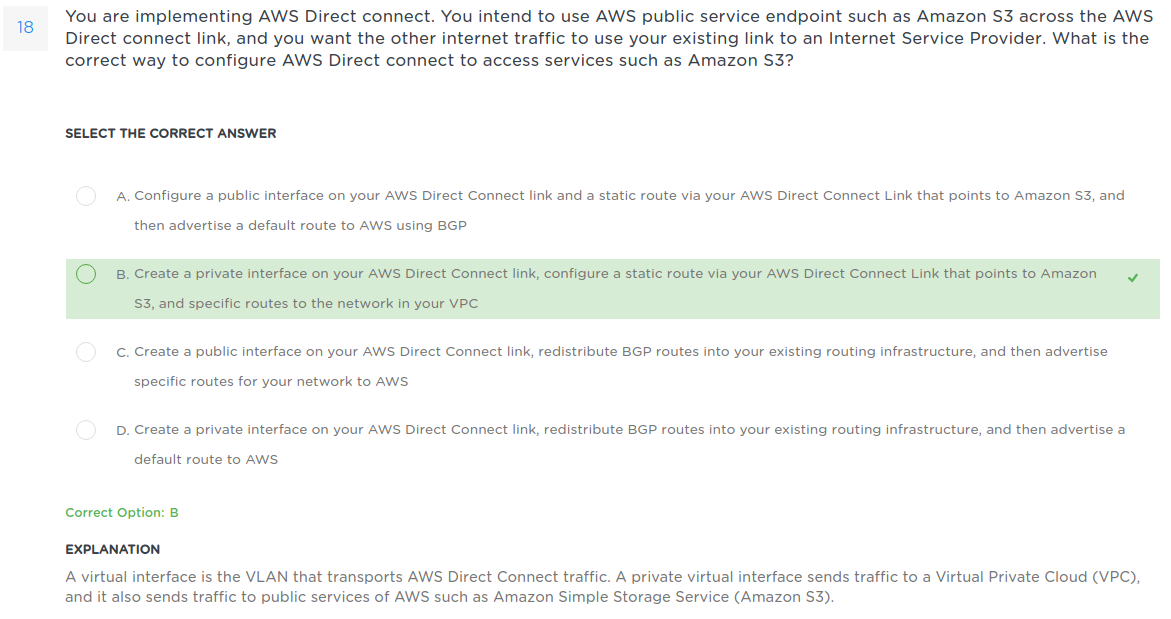 18
You are implementing AWS Direct connect. You intend to use AWS public service endpoint such as Amazon S3 across the AWS
Direct connect link, and you want the other internet traffic to use your existing link to an Internet Service Provider. What is the
correct way to configure AWS Direct connect to access services such as Amazon S3?
SELECT THE CORRECT ANSWER
A. Configure a public interface on your AWS Direct Connect link and a static route via your AWS Direct Connect Link that points to Amazon S3, and
then advertise a default route to AWS using BGP
B. Create a private interface on your AWS Direct Connect link, configure a static route via your AWS Direct Connect Link that points to Amazon
S3, and specific routes to the network in your VPC
C. Create a public interface on your AWS Direct Connect link, redistribute BGP routes into your existing routing infrastructure, and then advertise
specific routes for your network to AWS
D. Create a private interface on your AWS Direct Connect link, redistribute BGP routes into your existing routing infrastructure, and then advertise a
default route to AWS
Correct Option: B
EXPLANATION
A virtual interface is the VLAN that transports AWS Direct Connect traffic. A private virtual interface sends traffic to a Virtual Private Cloud (VPC),
and it also sends traffic to public services of AWS such as Amazon Simple Storage Service (Amazon S3).